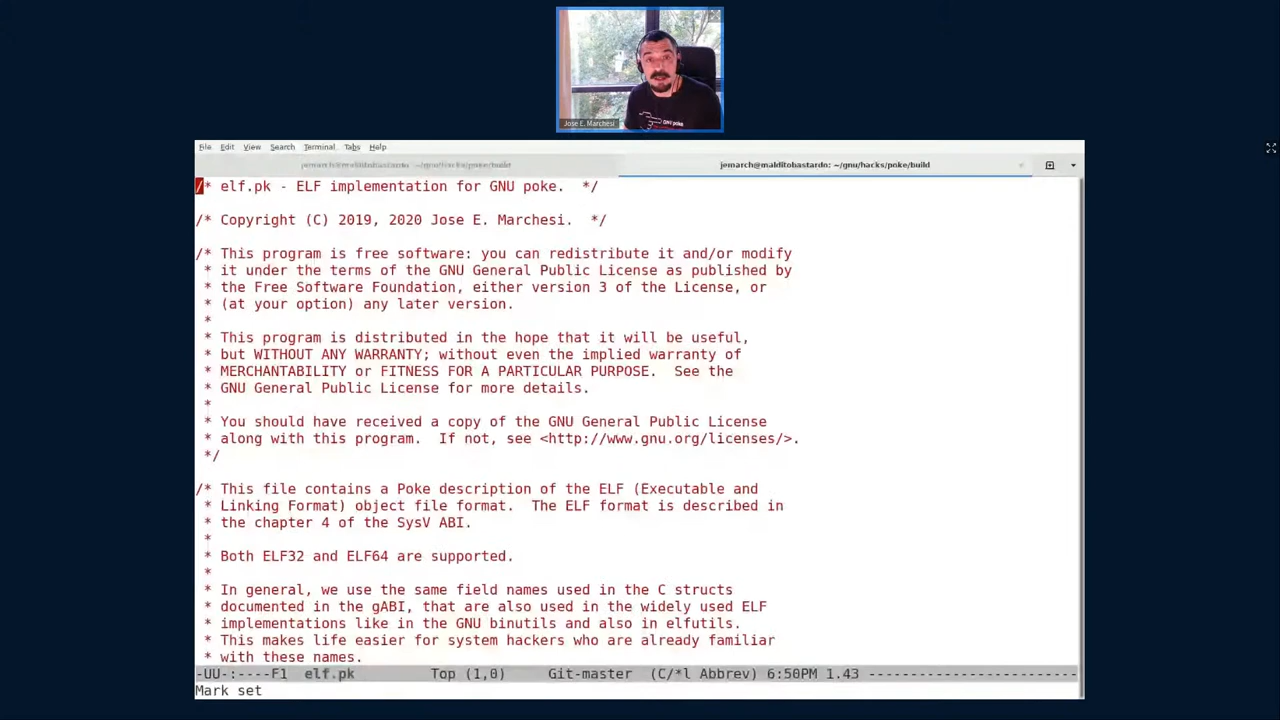 GNU poke
Jose E. Marchesi
File Edit View Search Terminal Tabs Help
jemarch@malditobastardo: ~/gnu/hacks/poke/build
jemarch@malditobastardo: ~/gnu/hacks/poke/build
/* elf.pk - ELF implementation for GNU poke.  */
/* Copyright (C) 2019, 2020 Jose E. Marchesi.  */
/* This program is free software: you can redistribute it and/or modify
 * it under the terms of the GNU General Public License as published by
 * the Free Software Foundation, either version 3 of the License, or
 * (at your option) any later version.
 *
 * This program is distributed in the hope that it will be useful,
 * but WITHOUT ANY WARRANTY; without even the implied warranty of
 * MERCHANTABILITY or FITNESS FOR A PARTICULAR PURPOSE.  See the
 * GNU General Public License for more details.
 *
 * You should have received a copy of the GNU General Public License
 * along with this program.  If not, see <http://www.gnu.org/licenses/>.
 */
/* This file contains a Poke description of the ELF (Executable and
 * Linking Format) object file format.  The ELF format is described in
 * the chapter 4 of the SysV ABI.
 *
 * Both ELF32 and ELF64 are supported.
 *
 * In general, we use the same field names used in the C structs
 * documented in the gABI, that are also used in the widely used ELF
 * implementations like in the GNU binutils and also in elfutils.
 * This makes life easier for system hackers who are already familiar
 * with these names.
-UU-:----F1  elf.pk         Top (1,0)     Git-master  (C/*l Abbrev) 6:50PM 1.43 -------------------------
Mark set